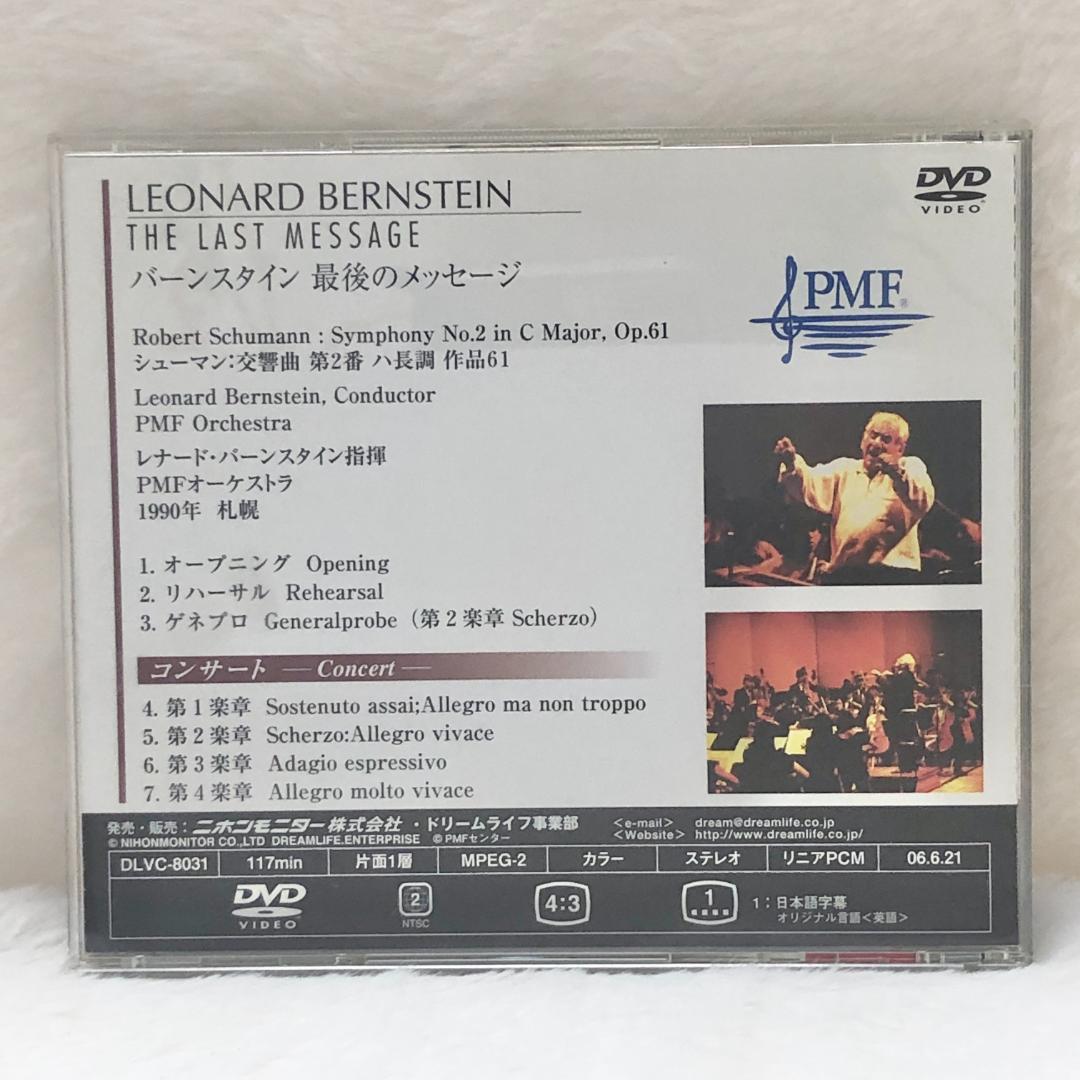 LEONARD BERNSTEIN
THE LAST MESSAGE
バーンスタイン 最後のメッセージ
DVD
VIDEO
PMF
Robert Schumann : Symphony No.2 in C Major, Op.61
シューマン:交響曲 第2番 ハ長調 作品61
Leonard Bernstein, Conductor
PMF Orchestra
レナード・バーンスタイン指揮
PMFオーケストラ
1990年 札幌
1. オープニング Opening
2. リハーサル Rehearsal
3. ゲネプロ Generalprobe (第2楽章 Scherzo)
コンサート —Concert—
4. 第1楽章 Sostenuto assai;Allegro ma non troppo
5. 第2楽章 Scherzo:Allegro vivace
6. 第3楽章 Adagio espressivo
7. 第4楽章 Allegro molto vivace
発売・販売:ニホンモニター株式会社・ドリームライフ事業部 <e-mail> dream@dreamlife.co.jp
© NIHONMONITOR CO.,LTD DREAMLIFE.ENTERPRISE ©PMFセンター <Website> http://www.dreamlife.co.jp/
DLVC-8031 117min 片面1層 MPEG-2 カラー ステレオ リニアPCM 06.6.21
DVD
VIDEO
2
NTSC
4:3
1
1:日本語字幕
オリジナル言語<英語>